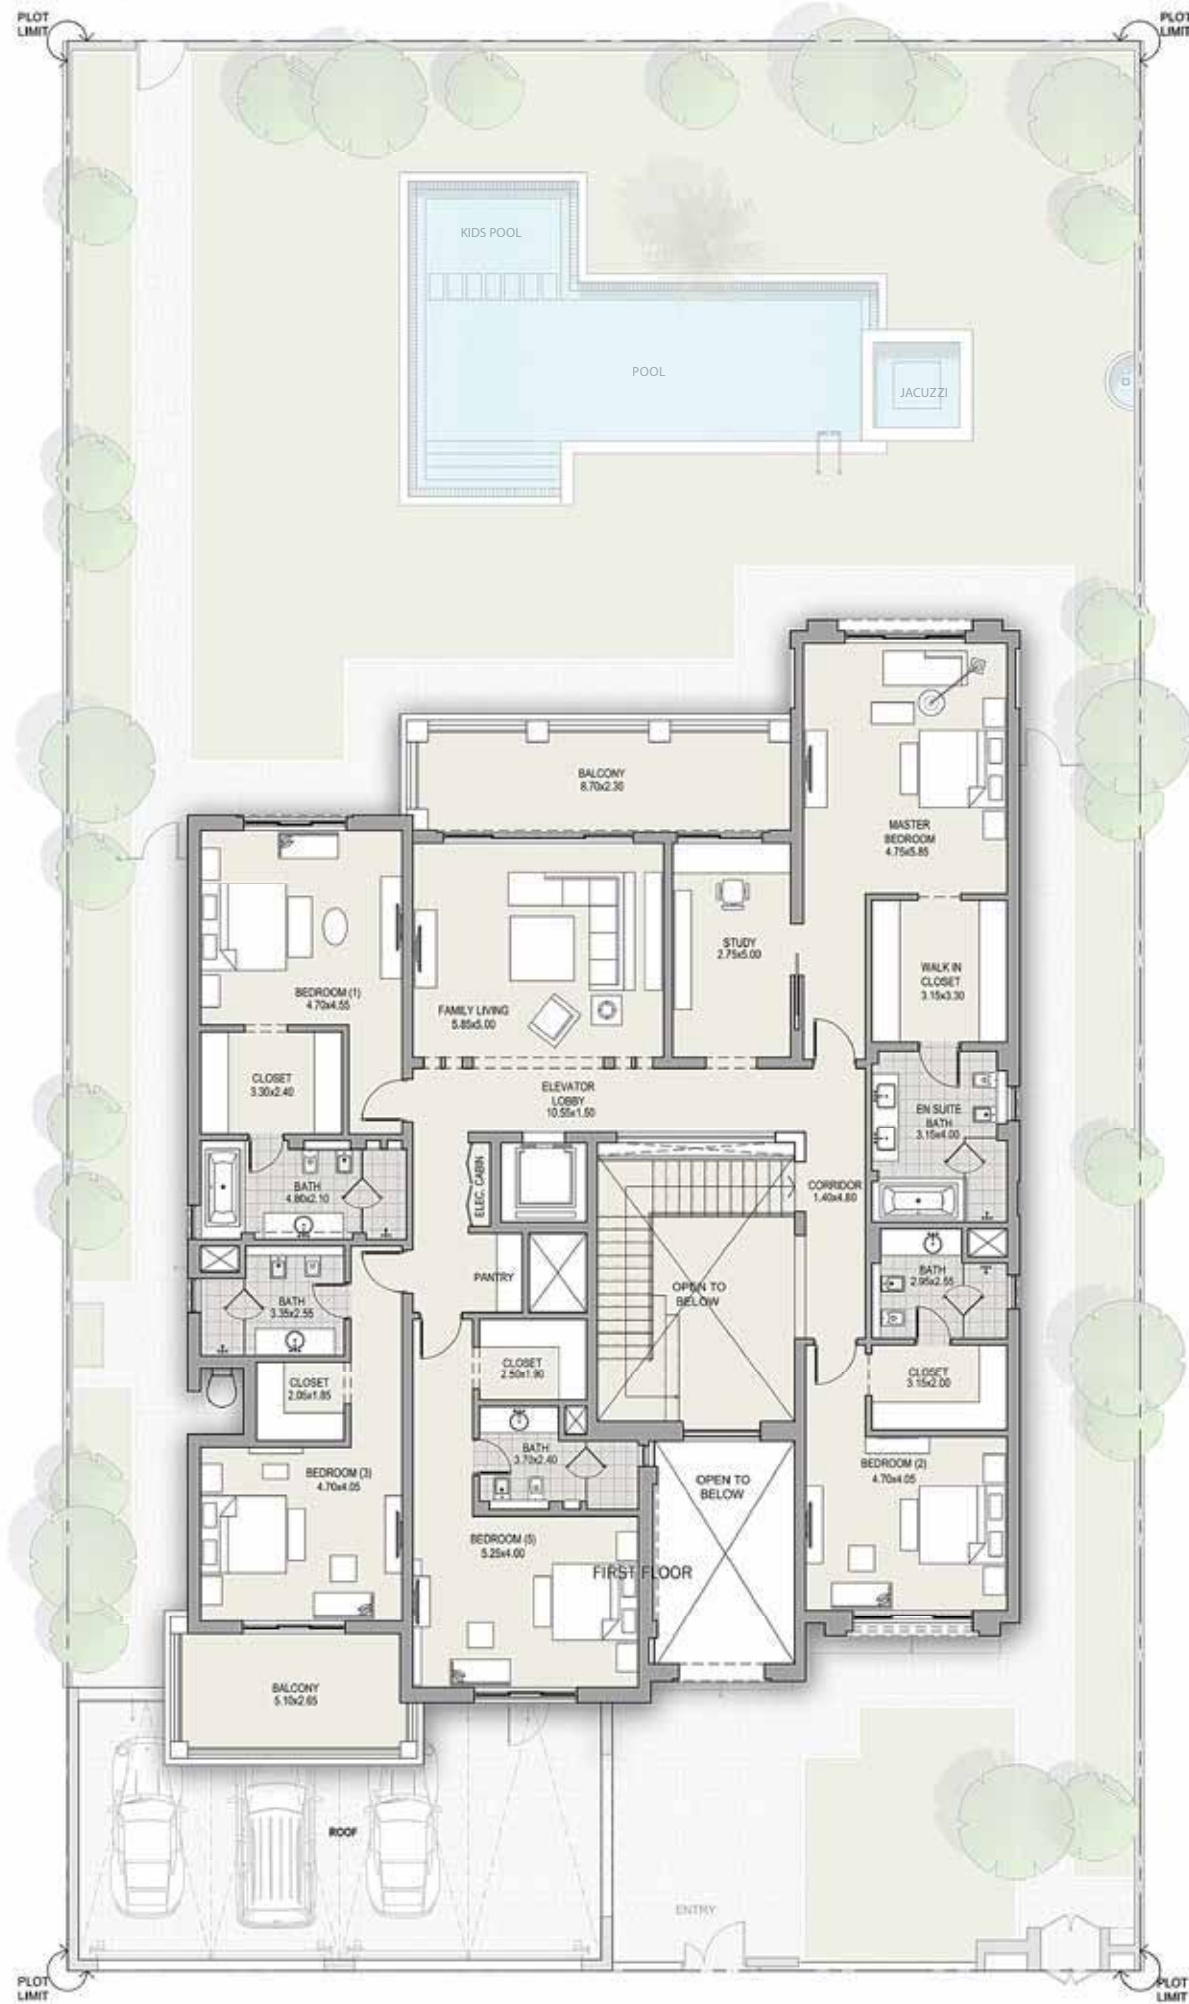 PLOT
LIMIT
PLOT
LIMIT
KIDS POOL
POOL
JACUZZI
BALCONY
8.70x2.30
MASTER
BEDROOM
4.75x5.85
BEDROOM (1)
4.70x4.55
FAMILY LIVING
5.85x5.00
STUDY
2.75x5.00
WALK IN
CLOSET
3.15x3.30
CLOSET
3.30x2.40
ELEVATOR
LOBBY
10.55x1.50
EN SUITE
BATH
3.15x4.00
BATH
4.80x2.10
ELEC. CABIN
CORRIDOR
1.40x4.80
PANTRY
OPEN TO
BELOW
BATH
2.95x2.55
BATH
3.35x2.55
CLOSET
2.05x1.85
CLOSET
2.50x1.90
CLOSET
3.15x2.00
BATH
3.70x2.40
BEDROOM (3)
4.70x4.05
OPEN TO
BELOW
BEDROOM (2)
4.70x4.05
BEDROOM (5)
5.25x4.00
FIRST FLOOR
BALCONY
5.10x2.65
ROOF
ENTRY
PLOT
LIMIT
PLOT
LIMIT